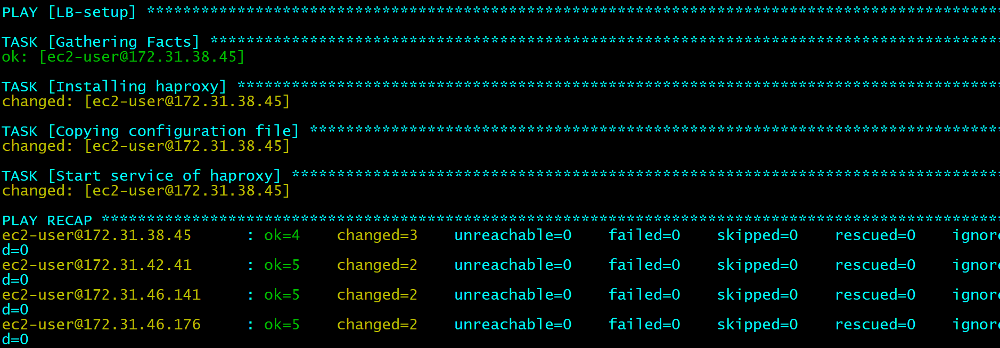 PLAY [LB-setup] **********************************************************************************************
TASK [Gathering Facts] ***************************************************************************************
ok: [ec2-user@172.31.38.45]
TASK [Installing haproxy] ************************************************************************************
changed: [ec2-user@172.31.38.45]
TASK [Copying configuration file] ****************************************************************************
changed: [ec2-user@172.31.38.45]
TASK [Start service of haproxy] ******************************************************************************
changed: [ec2-user@172.31.38.45]
PLAY RECAP ***************************************************************************************************
ec2-user@172.31.38.45 : ok=4 changed=3 unreachable=0 failed=0 skipped=0 rescued=0 ignore
d=0
ec2-user@172.31.42.41 : ok=5 changed=2 unreachable=0 failed=0 skipped=0 rescued=0 ignore
d=0
ec2-user@172.31.46.141 : ok=5 changed=2 unreachable=0 failed=0 skipped=0 rescued=0 ignore
d=0
ec2-user@172.31.46.176 : ok=5 changed=2 unreachable=0 failed=0 skipped=0 rescued=0 ignore
d=0